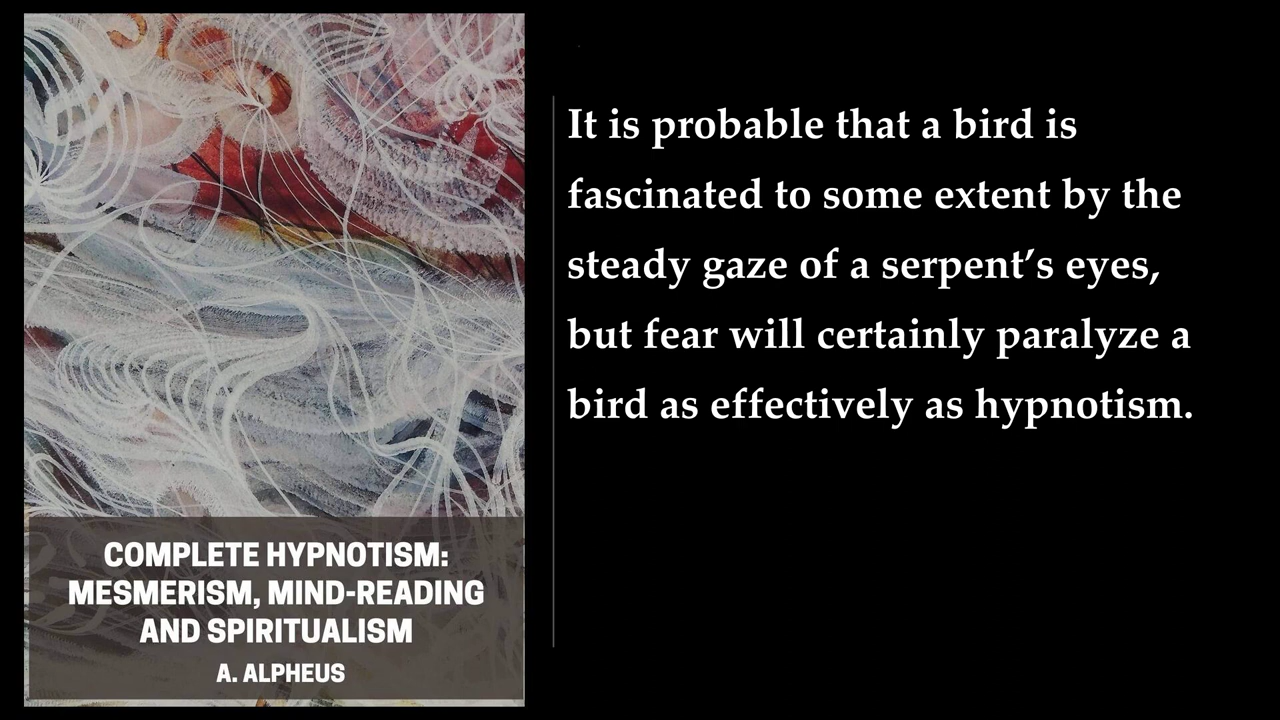 It is probable that a bird is
fascinated to some extent by the
steady gaze of a serpent’s eyes,
but fear will certainly paralyze a
bird as effectively as hypnotism.
COMPLETE HYPNOTISM:
MESMERISM, MIND-READING
AND SPIRITUALISM
A. ALPHEUS